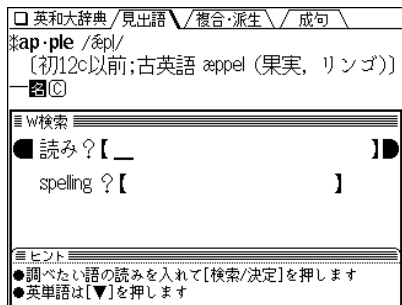 英和大辞典 見出語 複合·派生 成句
ap·ple /ǽpl/
〔初12c以前;古英語 æppel (果実, リンゴ)〕
―名Ⓒ
W検索
読み?【 】
spelling ?【 】
ヒント
●調べたい語の読みを入れて[検索/決定]を押します
●英単語は[▼]を押します